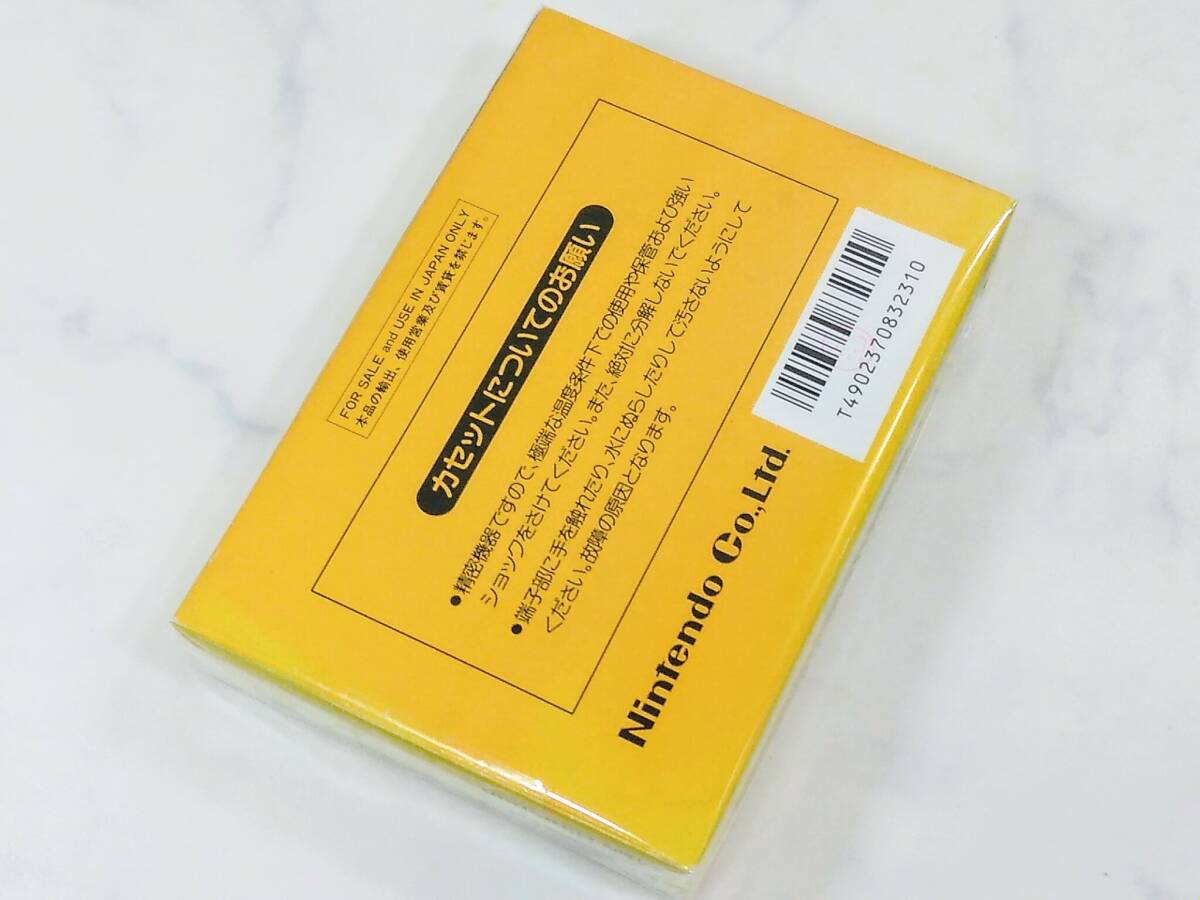 FOR SALE and USE IN JAPAN ONLY
本品の輸出、使用営業及び賃貸を禁じます。
カセットについてのお願い
●精密機器ですので、極端な温度条件下での使用や保管および強い
ショックをさけてください。また、絶対に分解しないでください。
●端子部に手を触れたり、水にぬらしたりして汚さないようにして
ください。故障の原因となります。
T4902370832310
Nintendo Co.,Ltd.